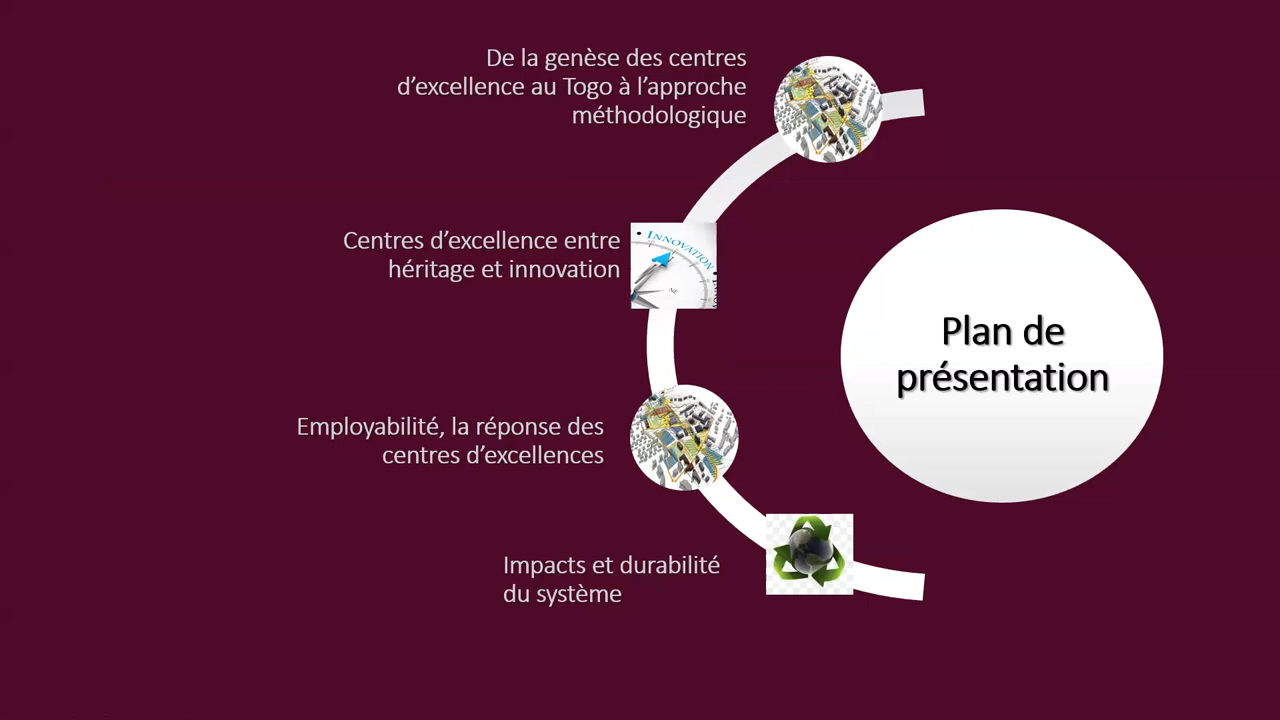 De la genèse des centres
d’excellence au Togo à l’approche
méthodologique
INNOVATION
NE
Centres d’excellence entre
héritage et innovation
Plan de
présentation
Employabilité, la réponse des
centres d’excellences
Impacts et durabilité
du système